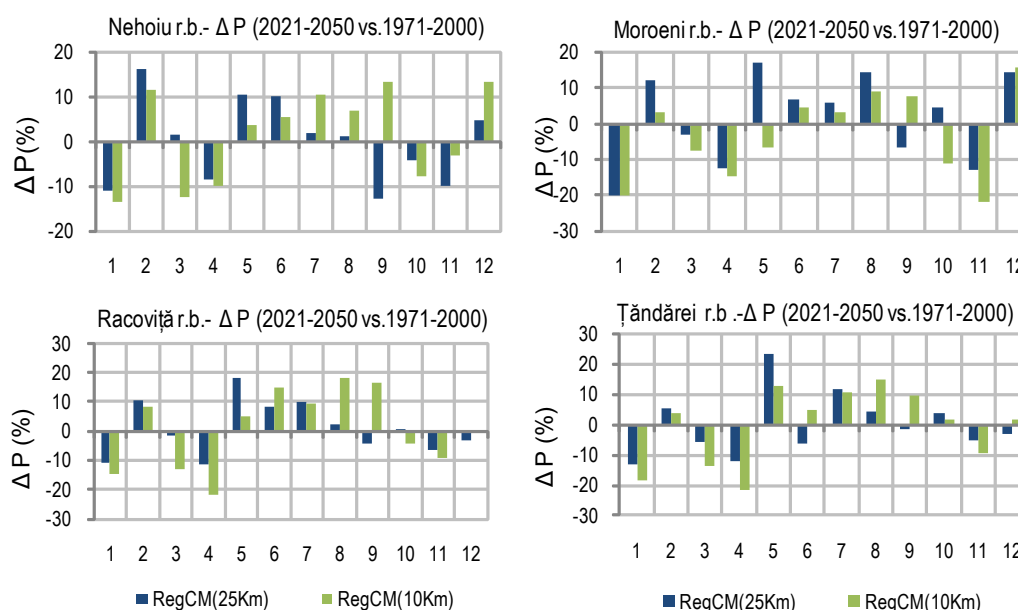 Nehoiu r.b.- Δ P (2021-2050 vs.1971-2000)
20
10
0
-10
-20
Δ P (%)
1 2 3 4 5 6 7 8 9 10 11 12
Moroeni r.b.- Δ P (2021-2050 vs.1971-2000)
20
10
0
-10
-20
-30
Δ P (%)
1 2 3 4 5 6 7 8 9 10 11 12
Racoviță r.b.- Δ P (2021-2050 vs.1971-2000)
30
20
10
0
-10
-20
-30
Δ P (%)
1 2 3 4 5 6 7 8 9 10 11 12
RegCM(25Km) RegCM(10Km)
Țăndărei r.b .-Δ P (2021-2050 vs.1971-2000)
30
20
10
0
-10
-20
-30
Δ P (%)
1 2 3 4 5 6 7 8 9 10 11 12
RegCM(25Km) RegCM(10Km)